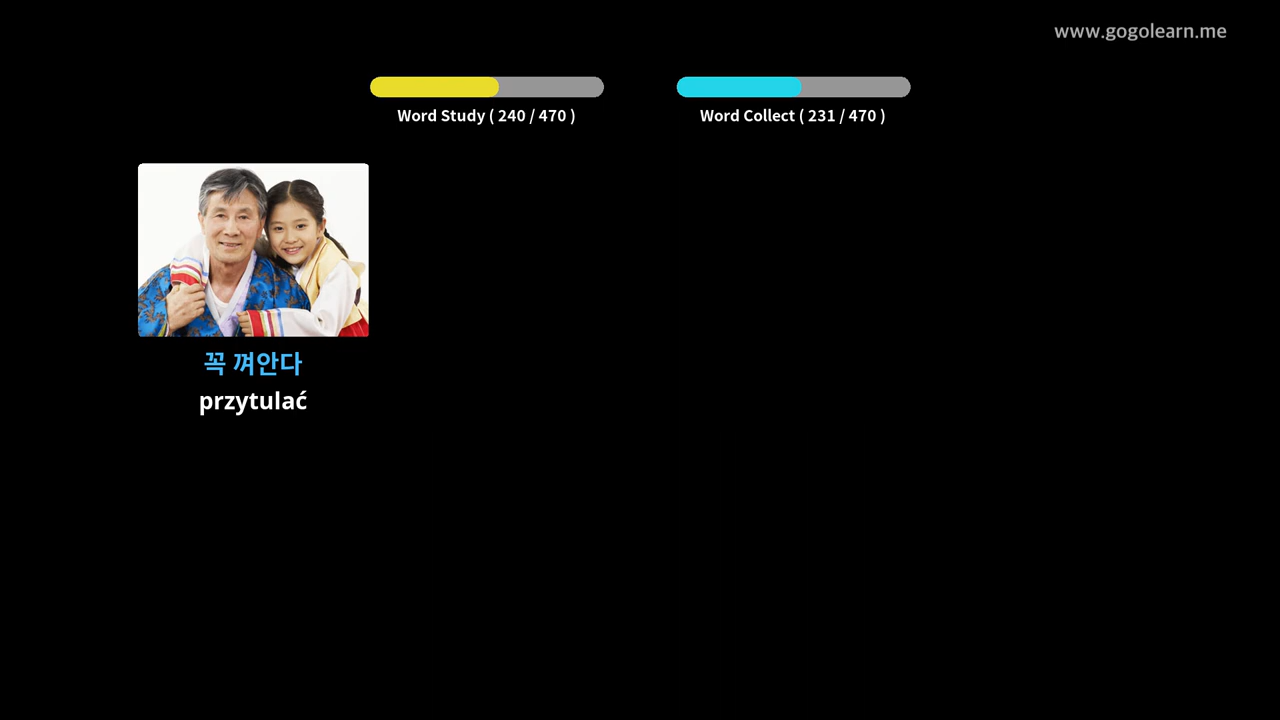 www.gogolearn.me
Word Study ( 240 / 470 )
Word Collect ( 231 / 470 )
꼭 껴안다
przytulać